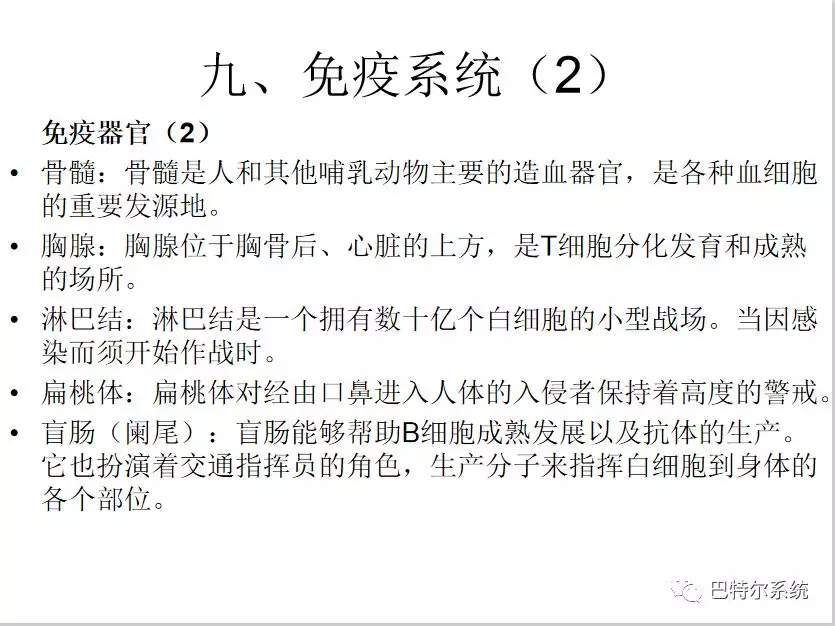 九、免疫系统（2）
免疫器官（2）
• 骨髓：骨髓是人和其他哺乳动物主要的造血器官，是各种血细胞
的重要发源地。
• 胸腺：胸腺位于胸骨后、心脏的上方，是T细胞分化发育和成熟
的场所。
• 淋巴结：淋巴结是一个拥有数十亿个白细胞的小型战场。当因感
染而须开始作战时。
• 扁桃体：扁桃体对经由口鼻进入人体的入侵者保持着高度的警戒。
• 盲肠（阑尾）：盲肠能够帮助B细胞成熟发展以及抗体的生产。
它也扮演着交通指挥员的角色，生产分子来指挥白细胞到身体的
各个部位。
巴特尔系统